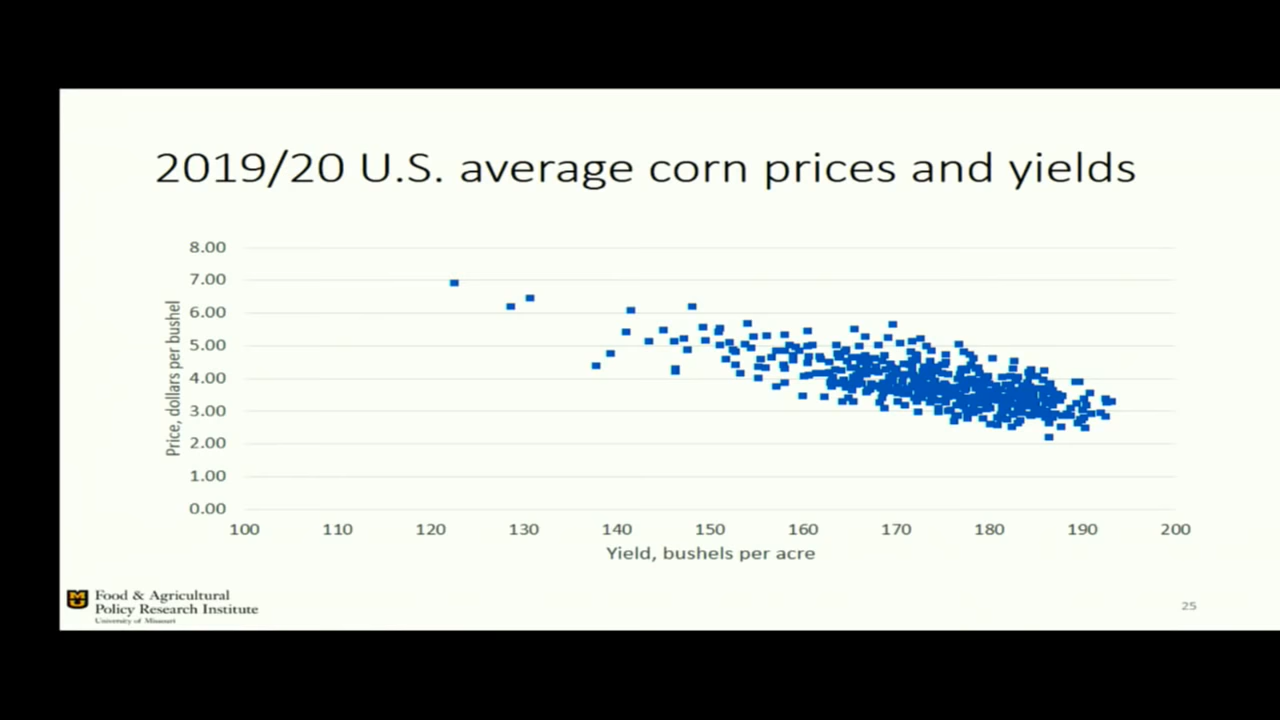 2019/20 U.S. average corn prices and yields
8.00
7.00
6.00
5.00
4.00
3.00
2.00
1.00
0.00
Price, dollars per bushel
100 110 120 130 140 150 160 170 180 190 200
Yield, bushels per acre
MU
Food & Agricultural
Policy Research Institute
University of Missouri
25